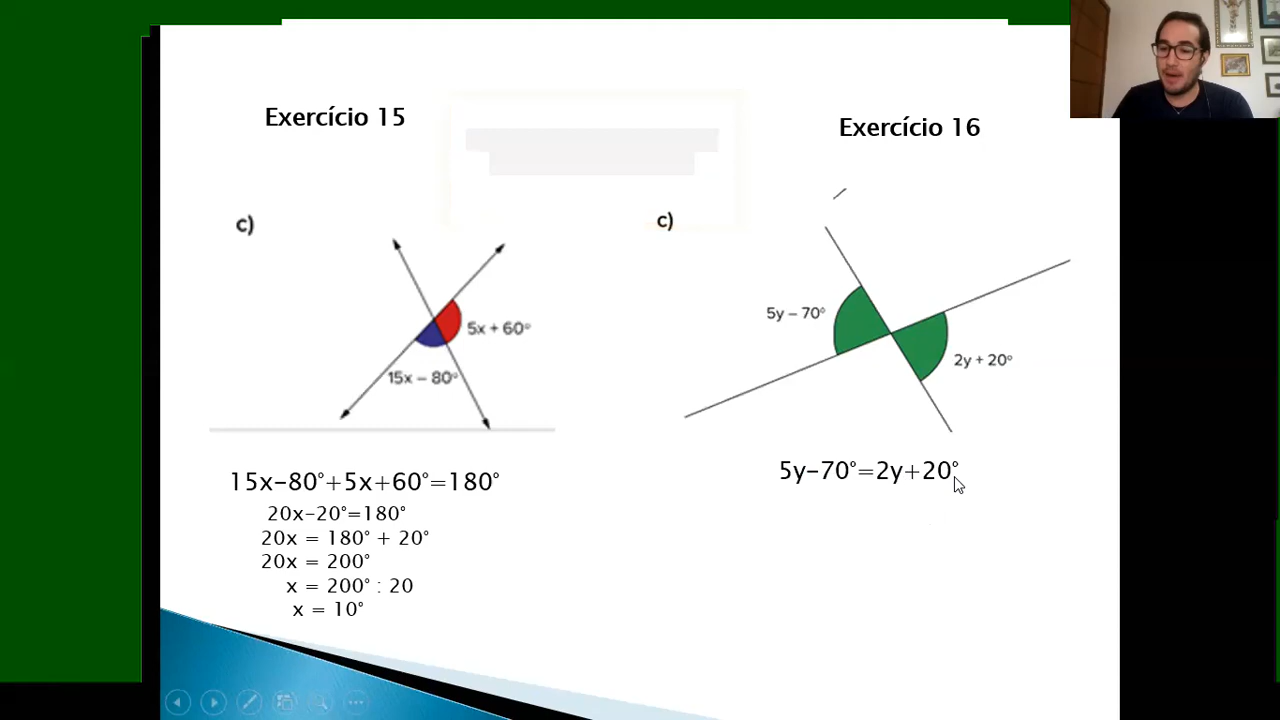 Exercício 15
c)
5x + 60°
15x – 80°
15x–80°+5x+60°=180°
20x–20°=180°
20x = 180° + 20°
20x = 200°
x = 200° : 20
x = 10°
Exercício 16
c)
5y – 70°
2y + 20°
5y–70°=2y+20°